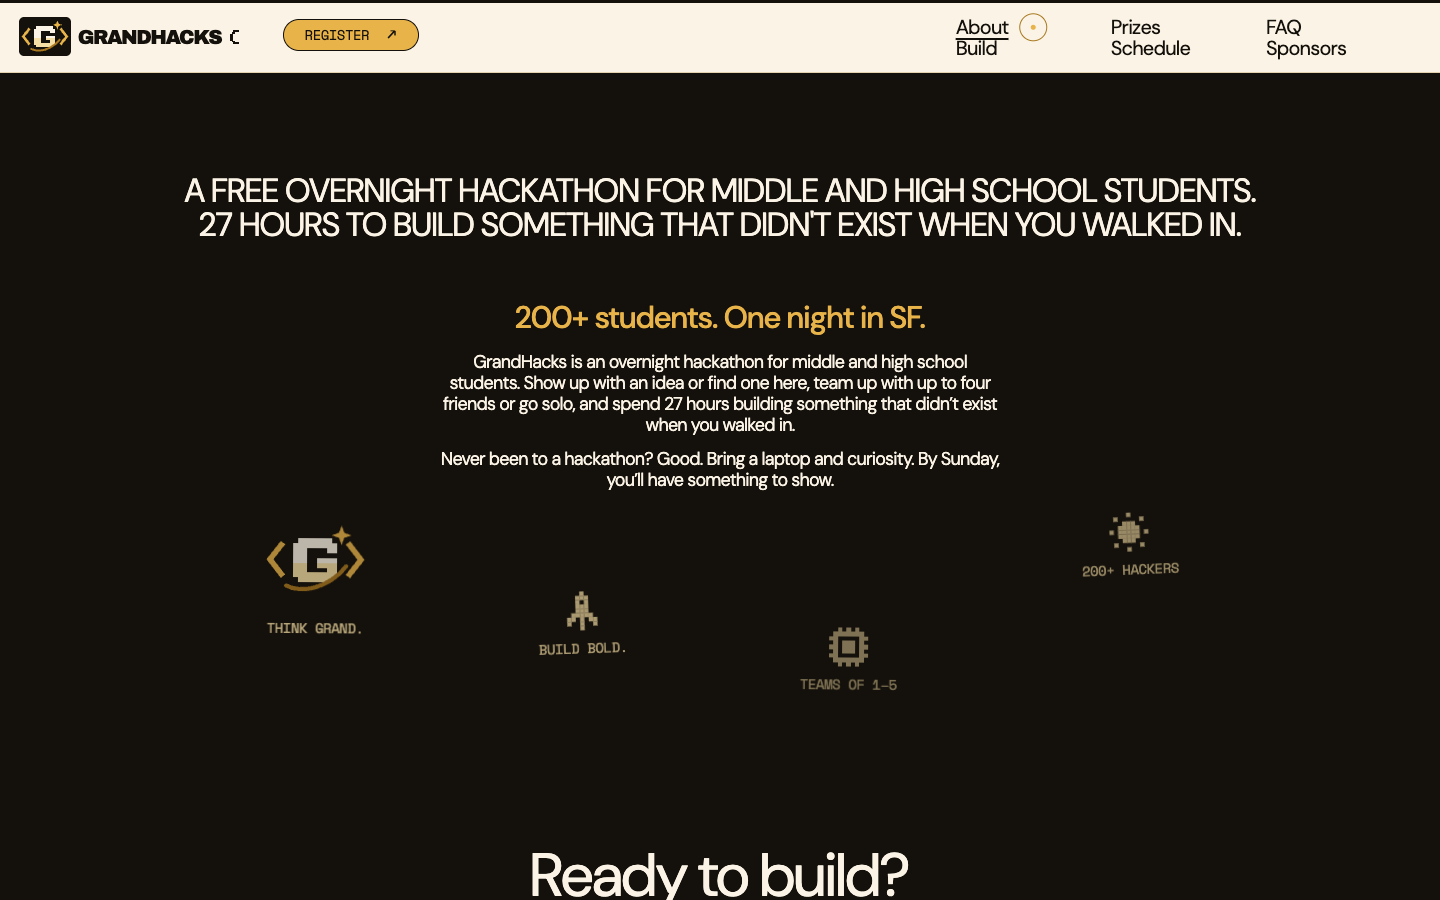 GRANDHACKS
REGISTER ↗
About
Build
Prizes
Schedule
FAQ
Sponsors
A FREE OVERNIGHT HACKATHON FOR MIDDLE AND HIGH SCHOOL STUDENTS.
27 HOURS TO BUILD SOMETHING THAT DIDN'T EXIST WHEN YOU WALKED IN.
200+ students. One night in SF.
GrandHacks is an overnight hackathon for middle and high school
students. Show up with an idea or find one here, team up with up to four
friends or go solo, and spend 27 hours building something that didn’t exist
when you walked in.
Never been to a hackathon? Good. Bring a laptop and curiosity. By Sunday,
you’ll have something to show.
200+ HACKERS
THINK GRAND.
BUILD BOLD.
TEAMS OF 1–5
Ready to build?